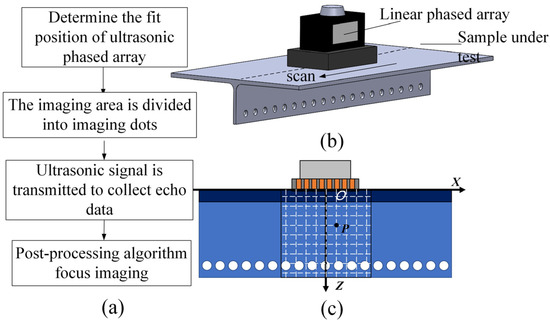 Determine the fit
position of ultrasonic
phased array
The imaging area is divided
into imaging dots
Ultrasonic signal is
transmitted to collect echo
data
Post-processing algorithm
focus imaging
(a)
Linear phased array
Sample under
test
scan
(b)
X
O
P
Z
(c)